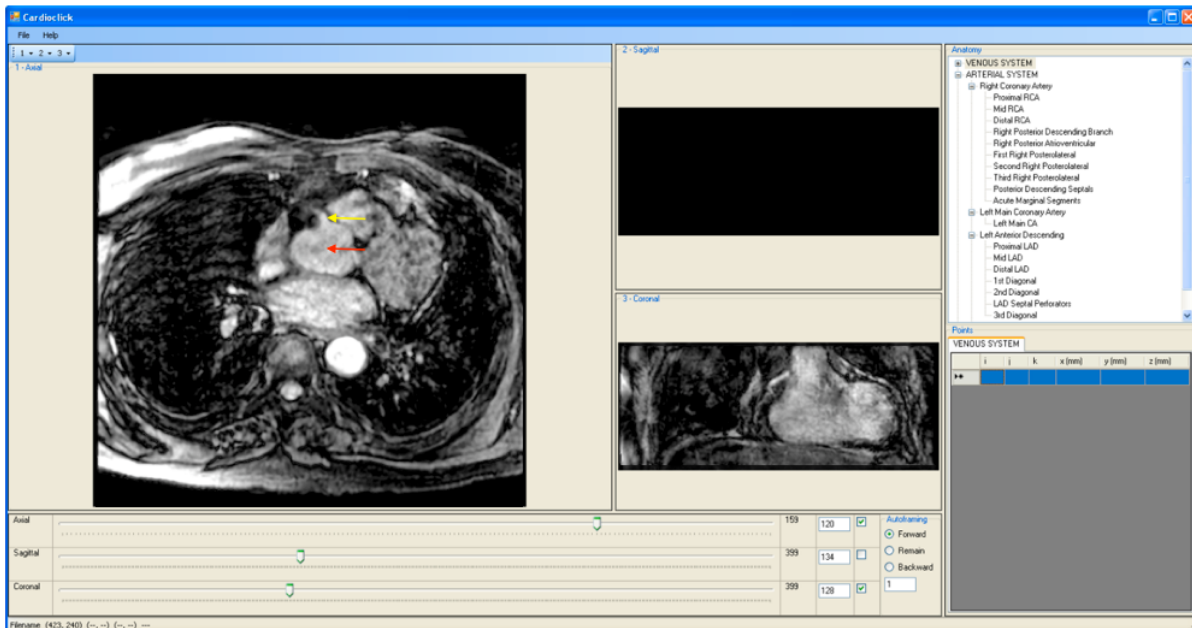 Cardioclick
File Help
1 2 3
1 - Axial
2 - Sagittal
3 - Coronal
Anatomy
VENOUS SYSTEM
ARTERIAL SYSTEM
Right Coronary Artery
Proximal RCA
Mid RCA
Distal RCA
Right Posterior Descending Branch
Right Posterior Atrioventricular
First Right Posterolateral
Second Right Posterolateral
Third Right Posterolateral
Posterior Descending Septals
Acute Marginal Segments
Left Main Coronary Artery
Left Main CA
Left Anterior Descending
Proximal LAD
Mid LAD
Distal LAD
1st Diagonal
2nd Diagonal
LAD Septal Perforators
3rd Diagonal
Points
VENOUS SYSTEM
i j k x (mm) y (mm) z (mm)
Axial 159 120
Sagittal 399 134
Coronal 399 128
Autoframing
Forward
Remain
Backward
1
Filename (423, 240) (--, --) (--, --) ---